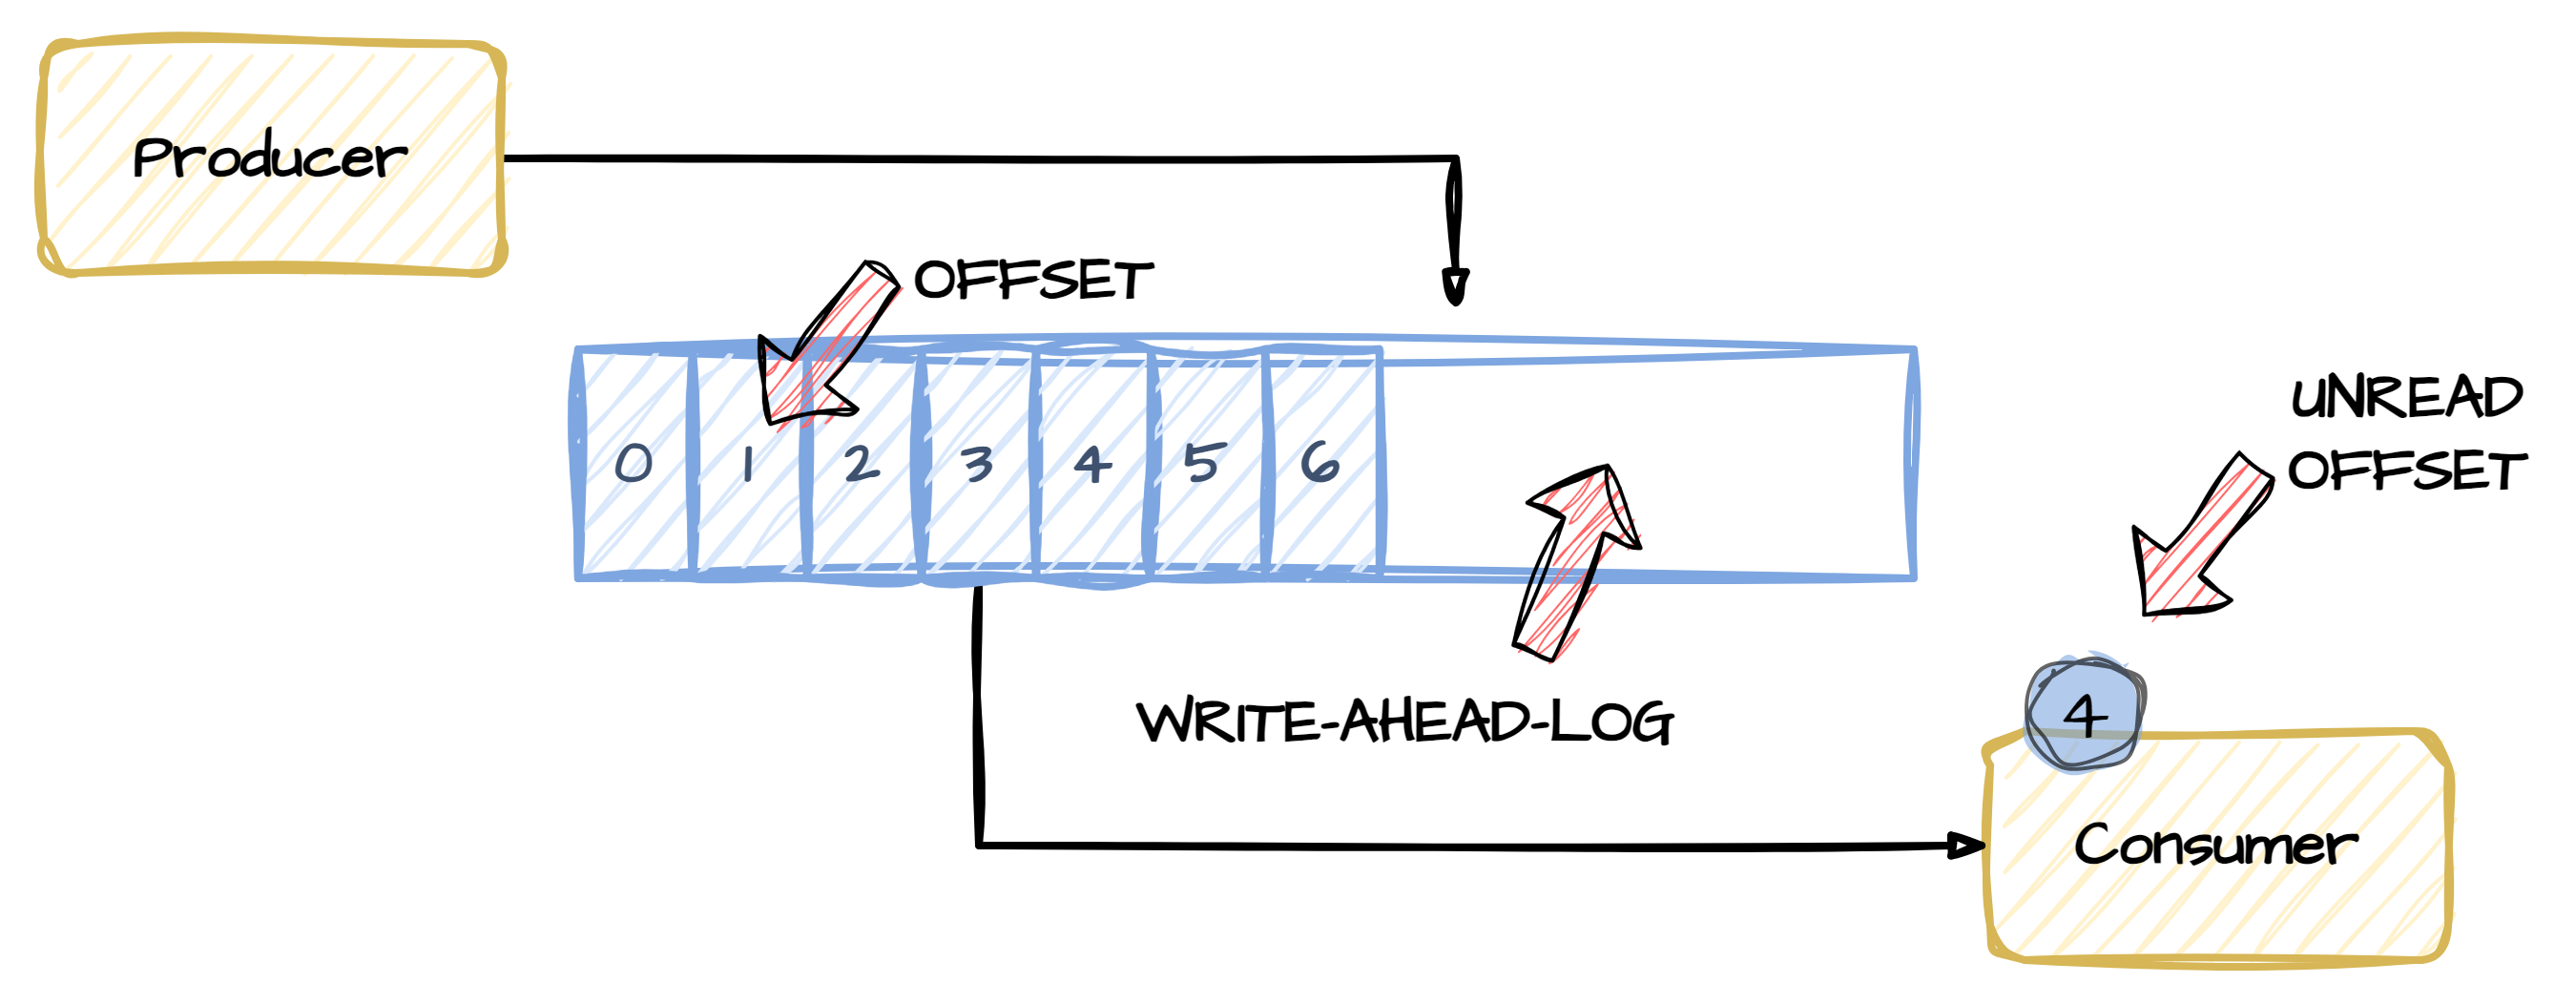 Producer
OFFSET
UNREAD
OFFSET
0 1 2 3 4 5 6
WRITE-AHEAD-LOG
4
Consumer